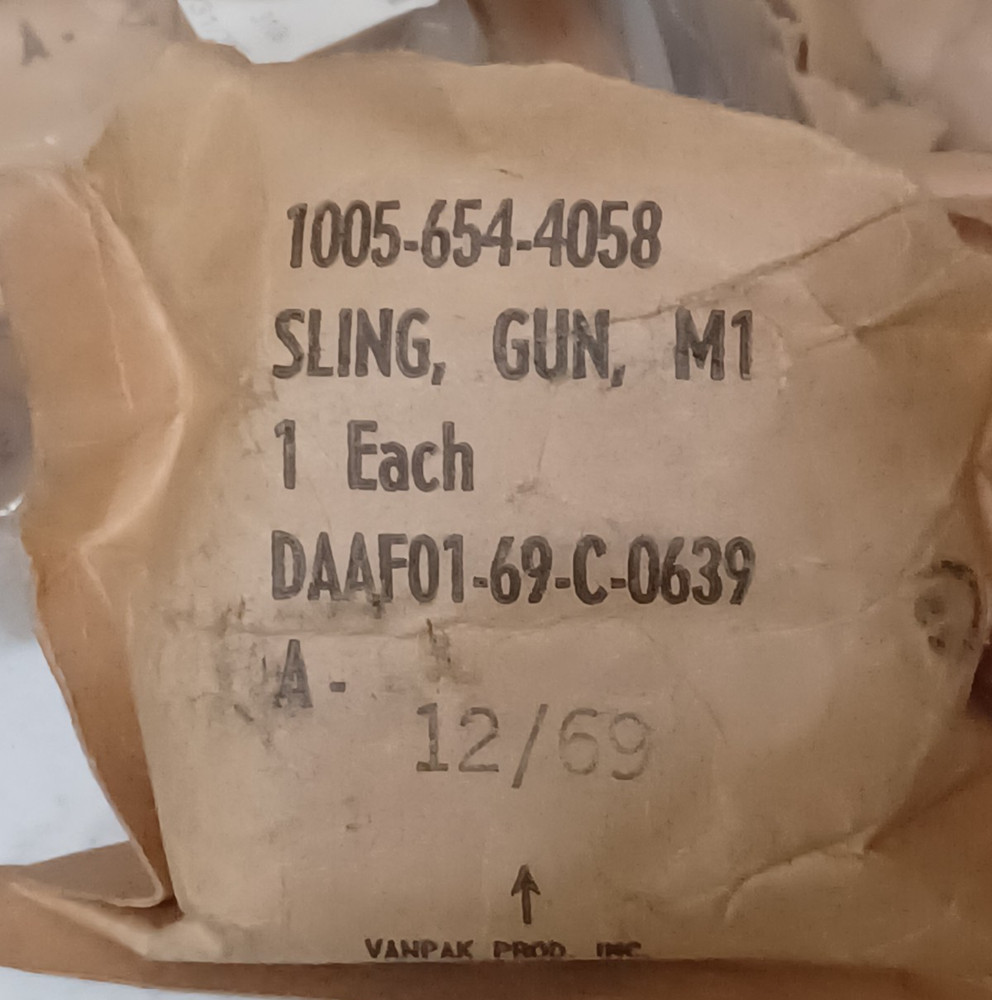 A-
1005-654-4058
SLING, GUN, M1
1 Each
DAAF01-69-C-0639
A-
12/69
↑
VANPAK PROD. INC